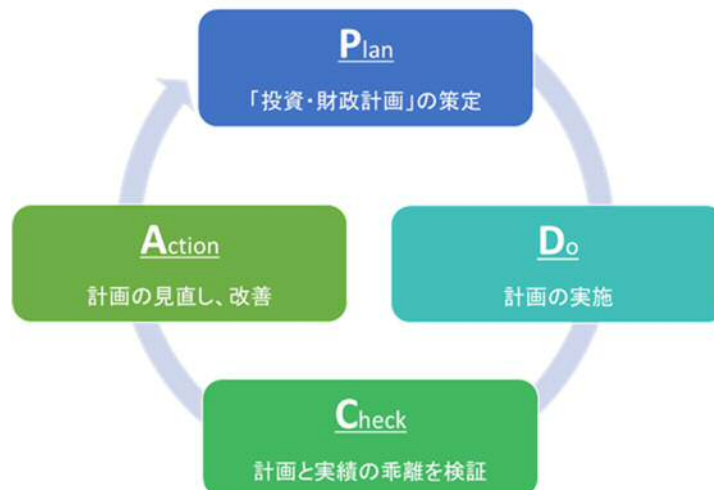 Plan
「投資・財政計画」の策定
Do
計画の実施
Check
計画と実績の乖離を検証
Action
計画の見直し、改善